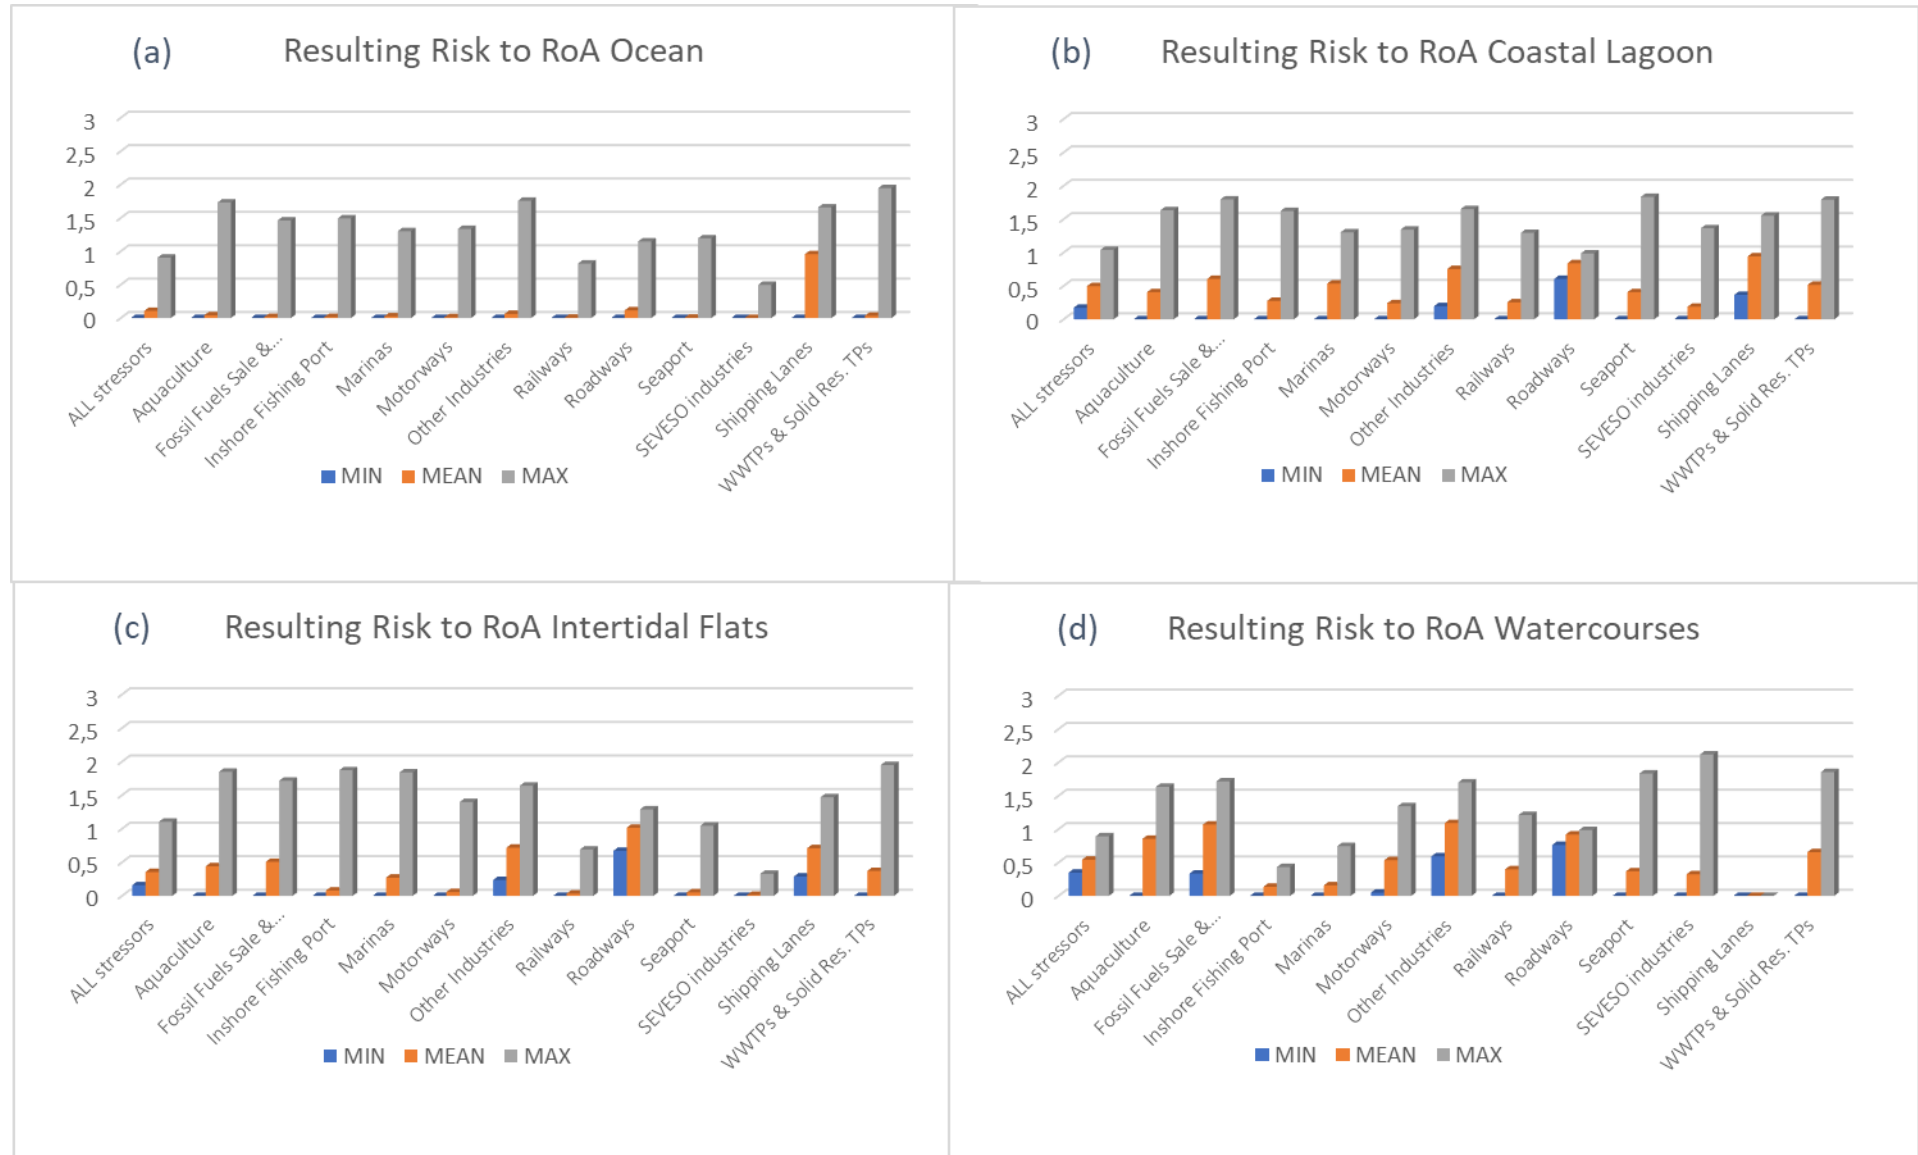 (a) Resulting Risk to RoA Ocean
3
2,5
2
1,5
1
0,5
0
ALL stressors
Aquaculture
Fossil Fuels Sale &...
Inshore Fishing Port
Marinas
Motorways
Other Industries
Railways
Roadways
Seaport
SEVESO industries
Shipping Lanes
WWTPs & Solid Res. TPs
MIN MEAN MAX
(b) Resulting Risk to RoA Coastal Lagoon
3
2,5
2
1,5
1
0,5
0
ALL stressors
Aquaculture
Fossil Fuels Sale &...
Inshore Fishing Port
Marinas
Motorways
Other Industries
Railways
Roadways
Seaport
SEVESO industries
Shipping Lanes
WWTPs & Solid Res. TPs
MIN MEAN MAX
(c) Resulting Risk to RoA Intertidal Flats
3
2,5
2
1,5
1
0,5
0
ALL stressors
Aquaculture
Fossil Fuels Sale &...
Inshore Fishing Port
Marinas
Motorways
Other Industries
Railways
Roadways
Seaport
SEVESO industries
Shipping Lanes
WWTPs & Solid Res. TPs
MIN MEAN MAX
(d) Resulting Risk to RoA Watercourses
3
2,5
2
1,5
1
0,5
0
ALL stressors
Aquaculture
Fossil Fuels Sale &...
Inshore Fishing Port
Marinas
Motorways
Other Industries
Railways
Roadways
Seaport
SEVESO industries
Shipping Lanes
WWTPs & Solid Res. TPs
MIN MEAN MAX